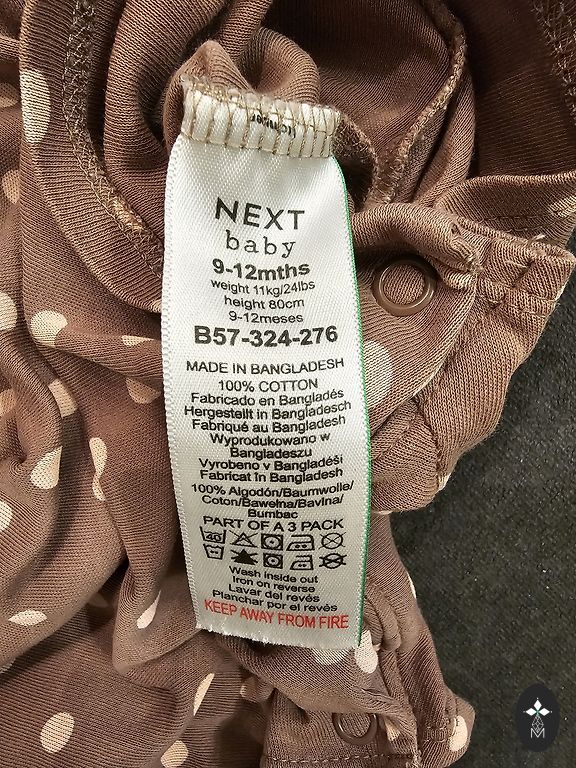 NEXT
baby
9-12mths
weight 11kg/24lbs
height 80cm
9-12meses
B57-324-276
MADE IN BANGLADESH
100% COTTON
Fabricado en Bangladés
Hergestellt in Bangladesch
Fabriqué au Bangladesh
Wyprodukowano w
Bangladeszu
Vyrobeno v Bangladéši
Fabricat în Bangladesh
100% Algodón/Baumwolle/
Coton/Bawełna/Bavlna/
Bumbac
PART OF A 3 PACK
40
Wash inside out
Iron on reverse
Lavar del revés
Planchar por el revés
KEEP AWAY FROM FIRE